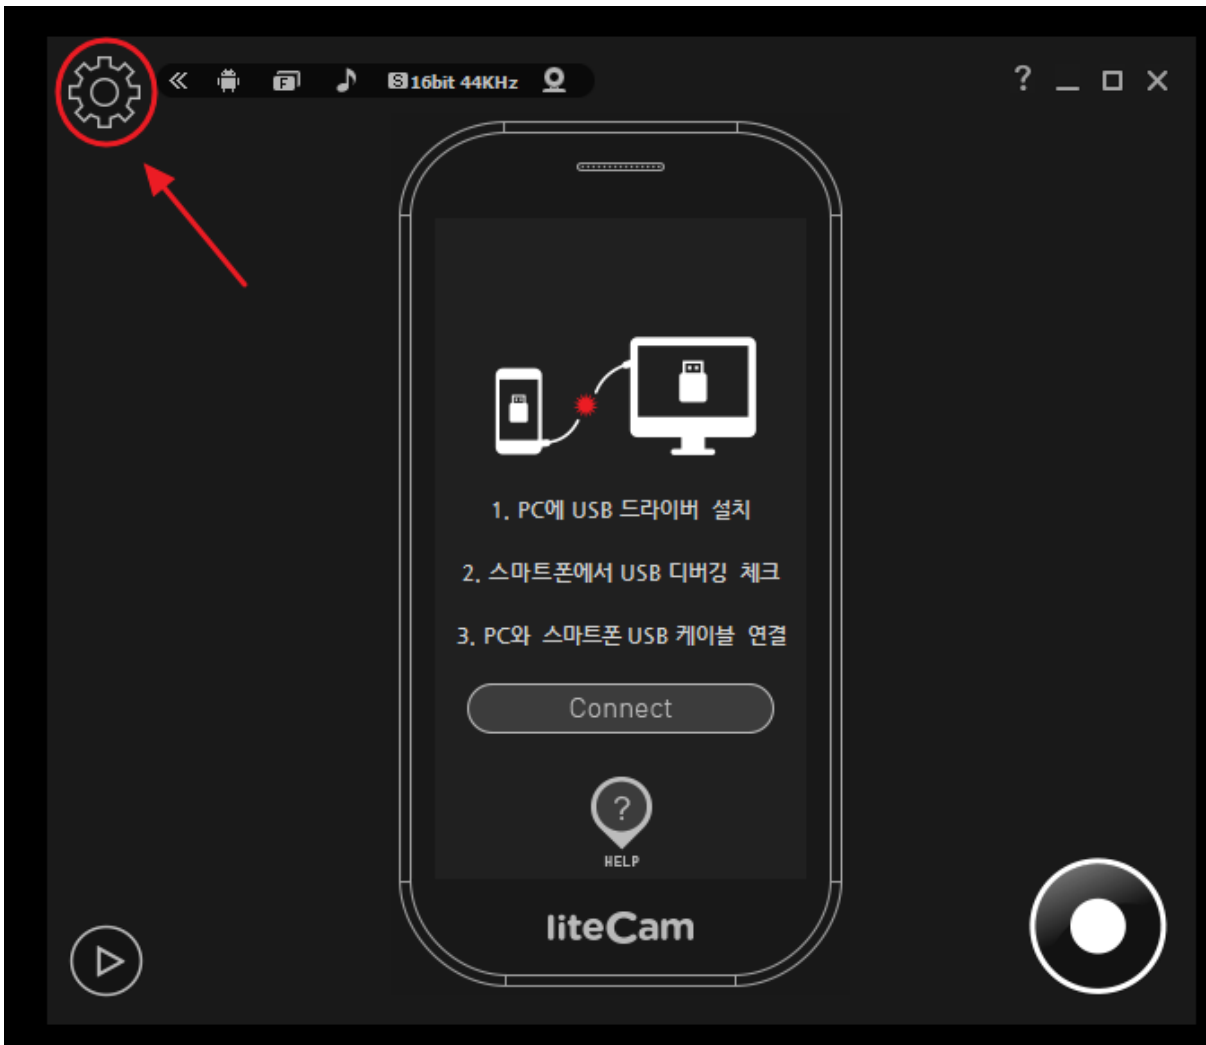 S 16bit 44KHz
?
F
1. PC에 USB 드라이버 설치
2. 스마트폰에서 USB 디버깅 체크
3. PC와 스마트폰 USB 케이블 연결
Connect
?
HELP
liteCam